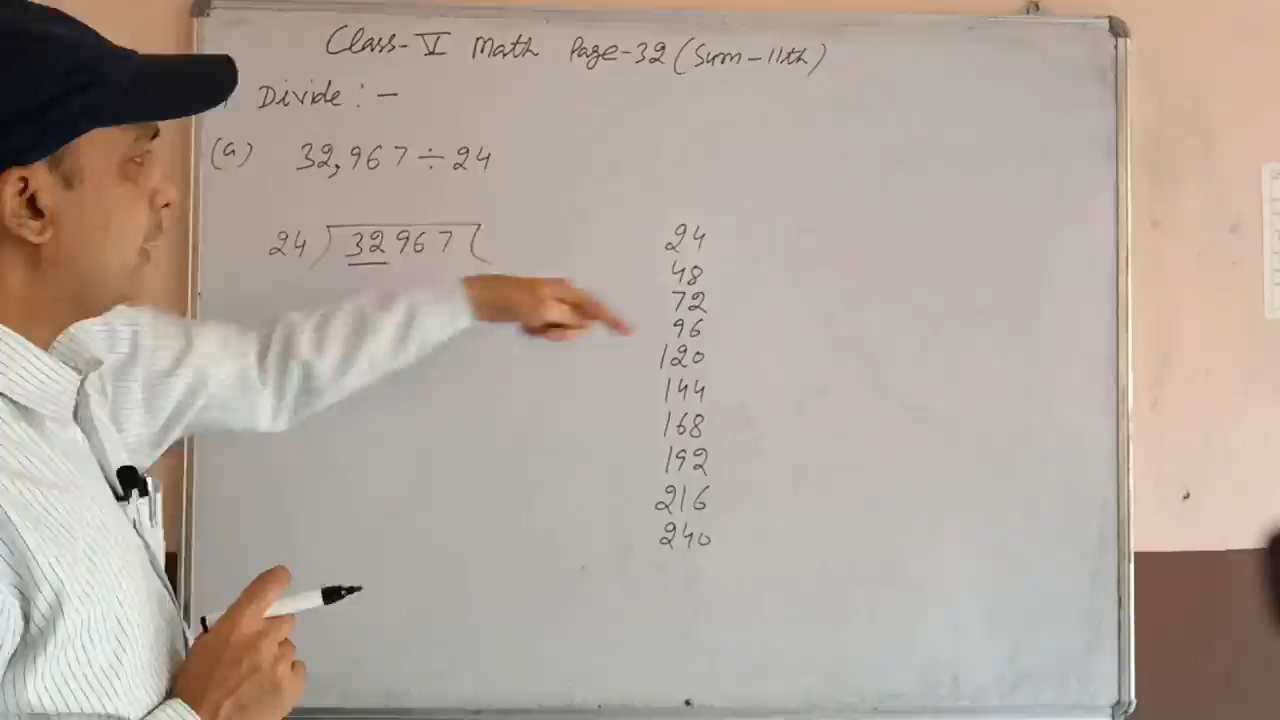 Class-V Math Page-32 (Sum-11th)
Divide :-
(a) 32,967 ÷ 24
24 ) 32967 (
24
48
72
96
120
144
168
192
216
240